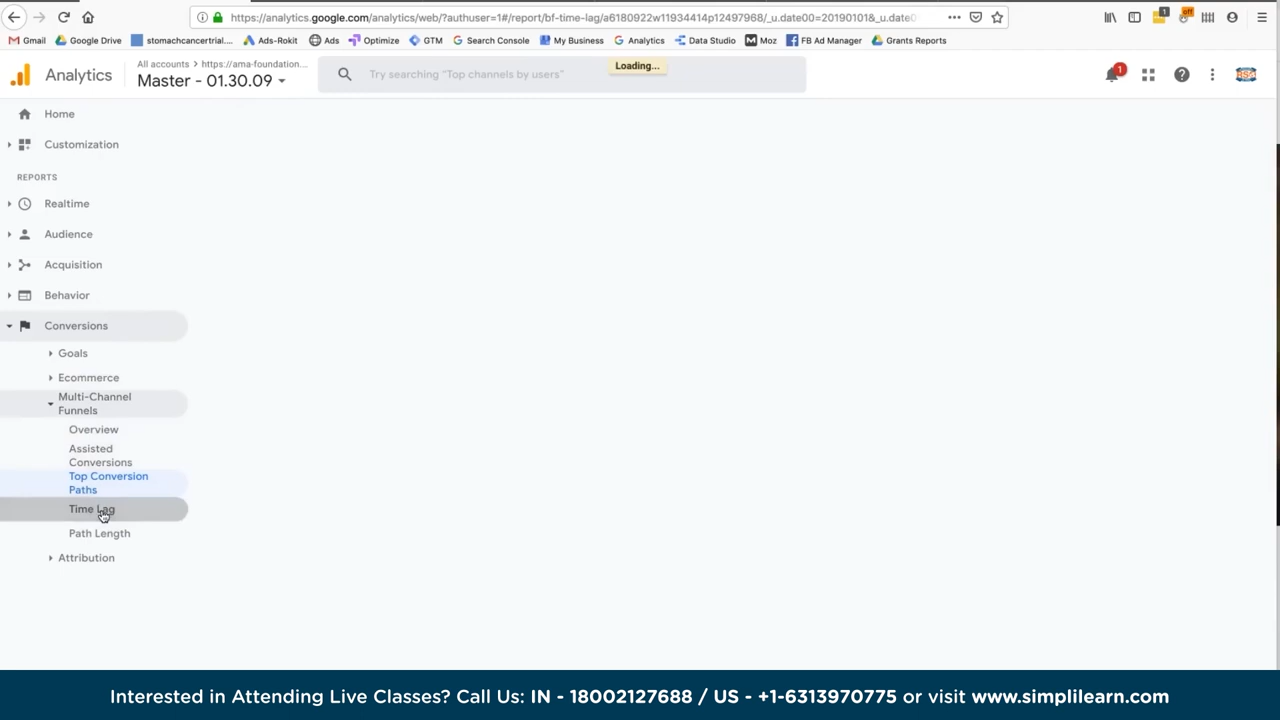 https://analytics.google.com/analytics/web/?authuser=1#/report/bf-time-lag/a6180922w11934414p12497968/_u.date00=20190101&_u.date0
1
off
Gmail
Google Drive
stomachcancertrial....
Ads-Rokit
Ads
Optimize
GTM
Search Console
My Business
Analytics
Data Studio
Moz
FB Ad Manager
Grants Reports
Analytics
All accounts > https://ama-foundation...
Master - 01.30.09
Try searching "Top channels by users"
Loading...
1
Home
Customization
REPORTS
Realtime
Audience
Acquisition
Behavior
Conversions
Goals
Ecommerce
Multi-Channel
Funnels
Overview
Assisted
Conversions
Top Conversion
Paths
Time Lag
Path Length
Attribution
Interested in Attending Live Classes? Call Us: IN - 18002127688 / US - +1-6313970775 or visit www.simplilearn.com